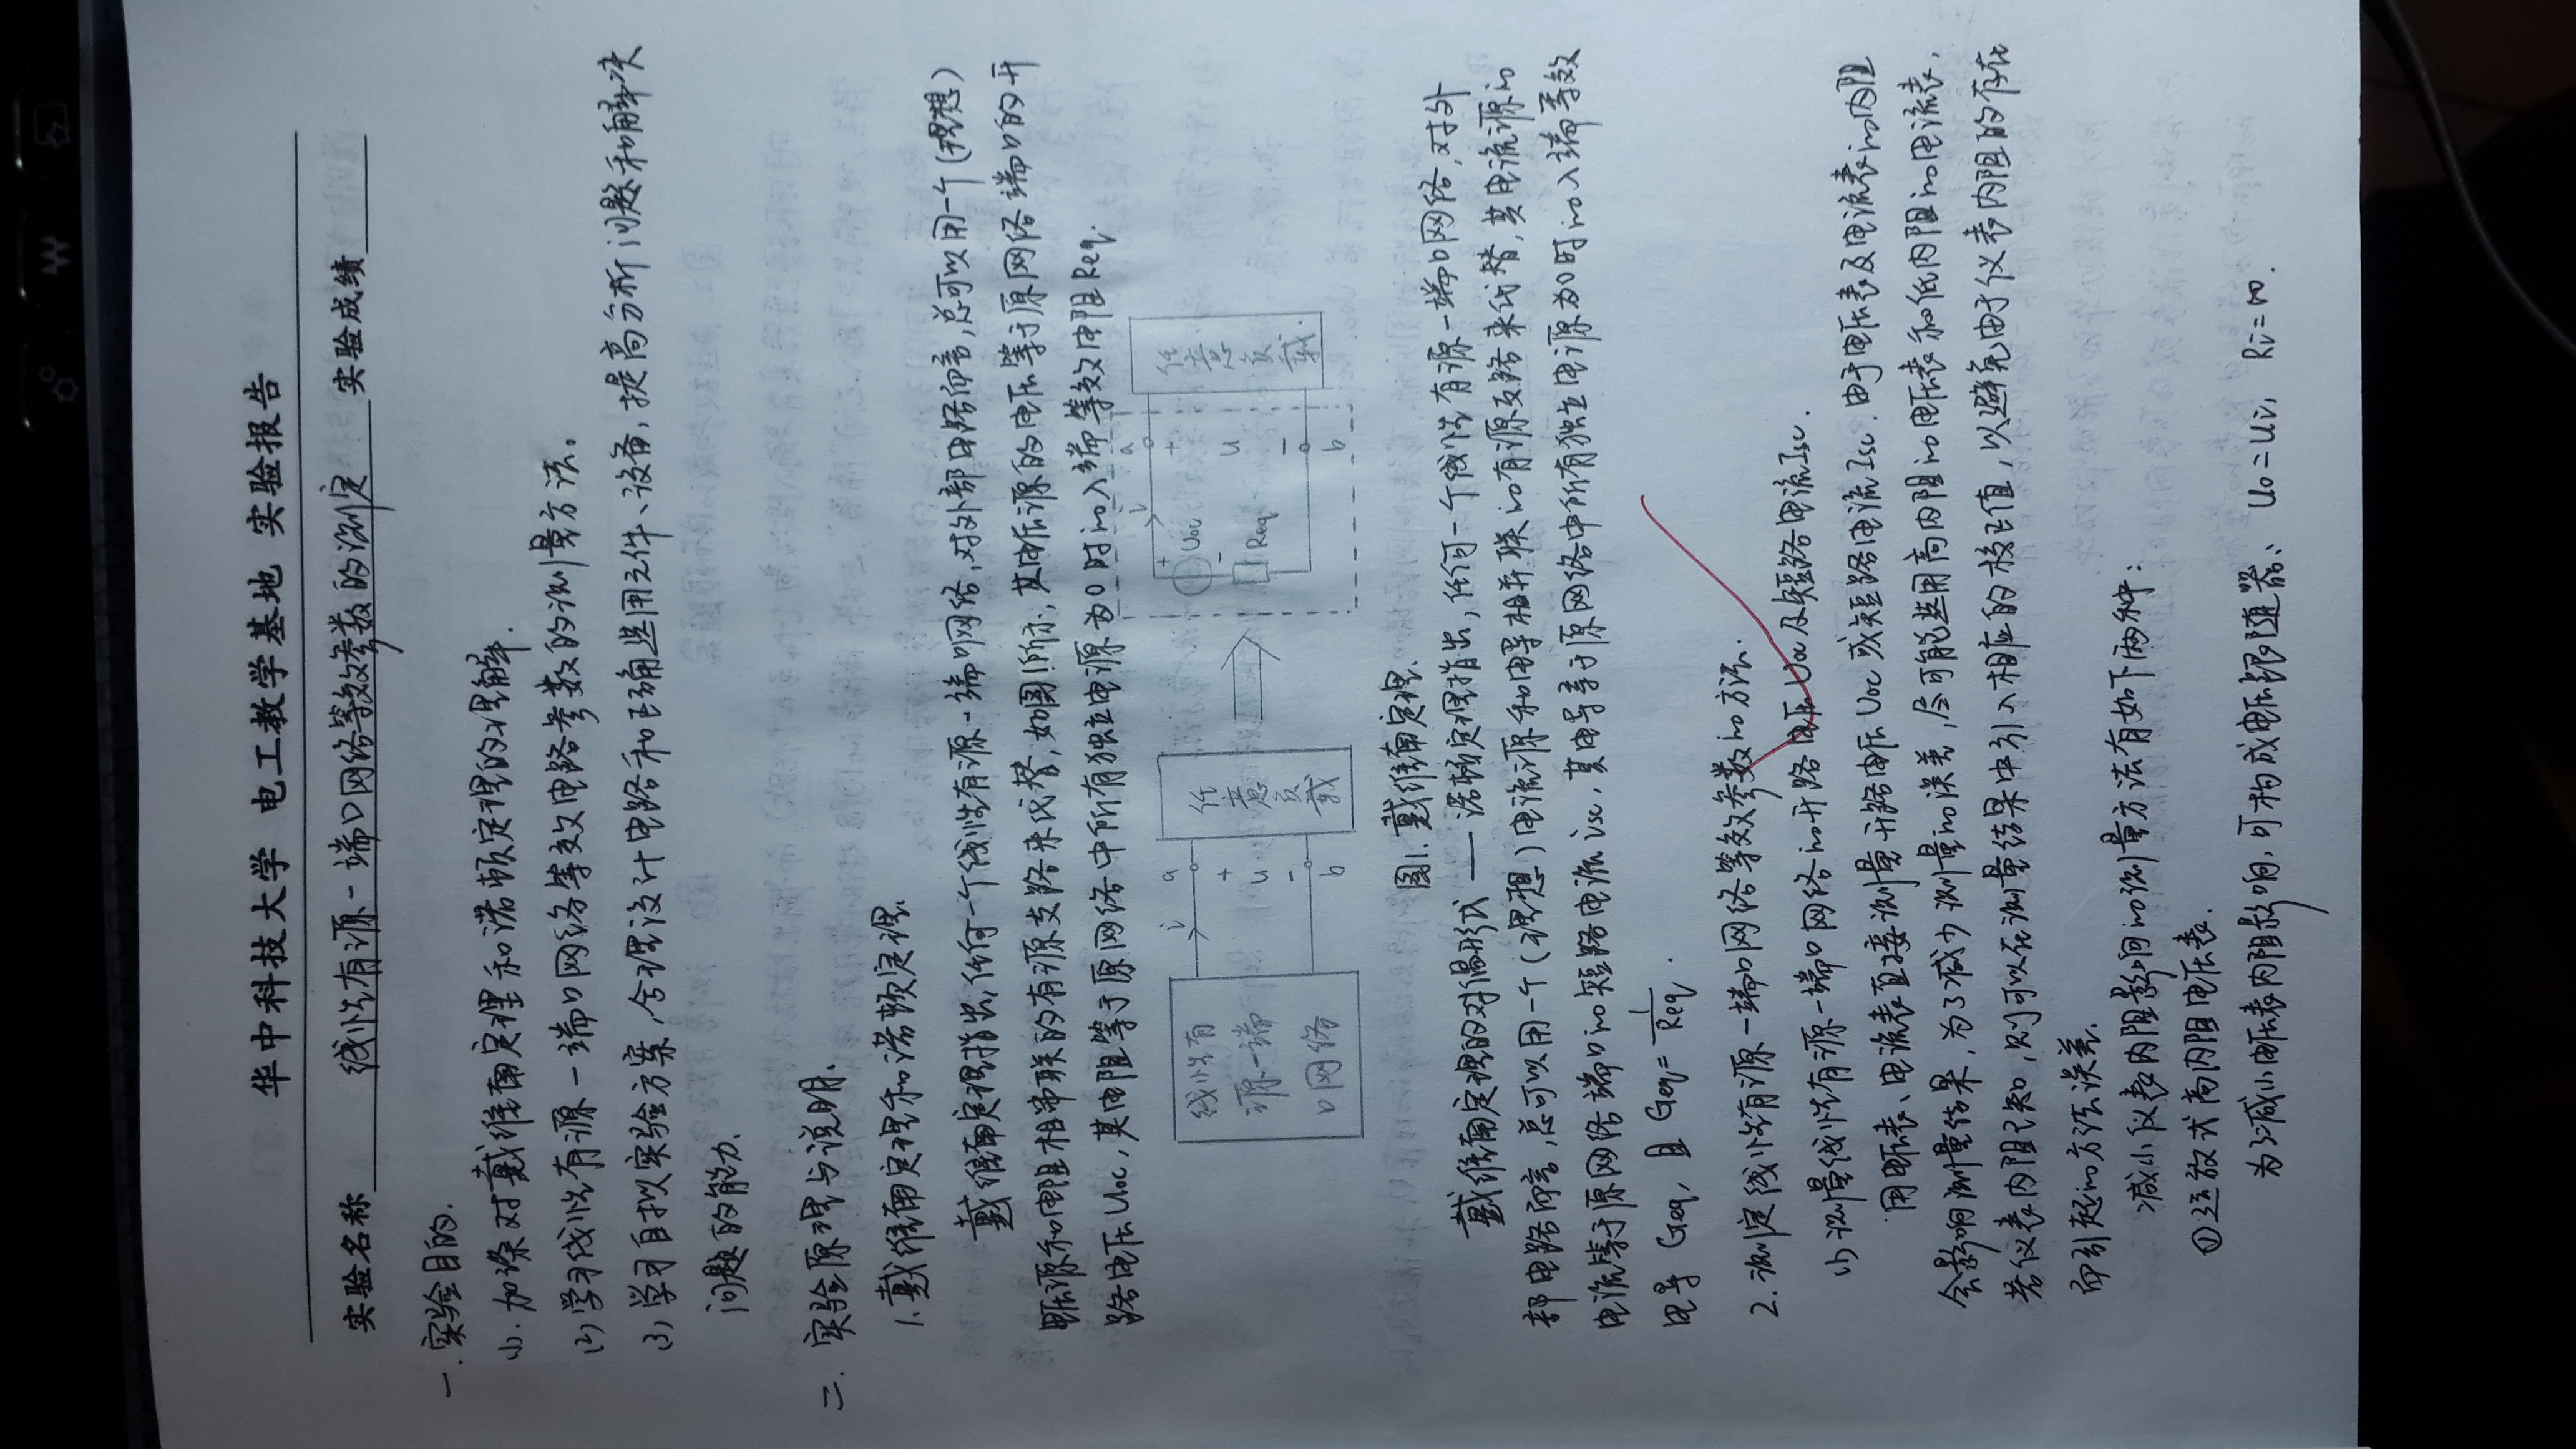 华中科技大学 电工教学基地 实验报告
实验名称 线性有源一端口网络等效参数的测定 实验成绩
一. 实验目的.
(1). 加深对戴维南定理和诺顿定理的理解.
(2) 学习线性有源一端口网络等效电路参数的测量方法。
(3) 学习自拟实验方案,合理设计电路和正确选用元件、设备,提高分析问题和解决
问题的能力.
二. 实验原理与说明.
1. 戴维南定理和诺顿定理.
戴维南定理指出,任何一个线性有源一端口网络,对外部电路而言,总可以用一个(理想)
电压源和电阻相串联的有源支路来代替,如图1所示,其电压源的电压等于原网络端口的开
路电压Uoc,其电阻等于原网络中所有独立电源为0时的入端等效电阻Req.
线性有
源一端
口网络
i a
+
u
-
b
任意负载
+
Uoc
-
Req
i a
+
u
-
b
任意负载.
图1. 戴维南定理.
戴维南定理的对偶形式——诺顿定理指出,任何一个线性有源一端口网络,对外
部电路而言,总可以用一个(理想)电流源和电导相并联的有源支路来代替,其电流源的
电流等于原网络端口的短路电流isc,其电导等于原网络中所有独立电源为0时的入端等效
电导 Geq, 且 Geq=1/Req.
2. 测定线性有源一端口网络等效参数的方法.
(1) 测量线性有源一端口网络的开路电压Uoc及短路电流Isc.
用电压表、电流表直接测量开路电压Uoc或短路电流Isc.由于电压表及电流表的内阻
会影响测量结果,为了减少测量的误差,尽可能选用高内阻的电压表和低内阻的电流表,
若仪表内阻已知,则可以在测量结果中引入相应的校正值,以避免由于仪表内阻的存在
而引起的方法误差.
减小仪表内阻影响的测量方法有如下两种:
①运放式高内阻电压表.
为了减小电压表内阻影响,可构成电压跟随器、 Uo=Ui, Ri=∞.